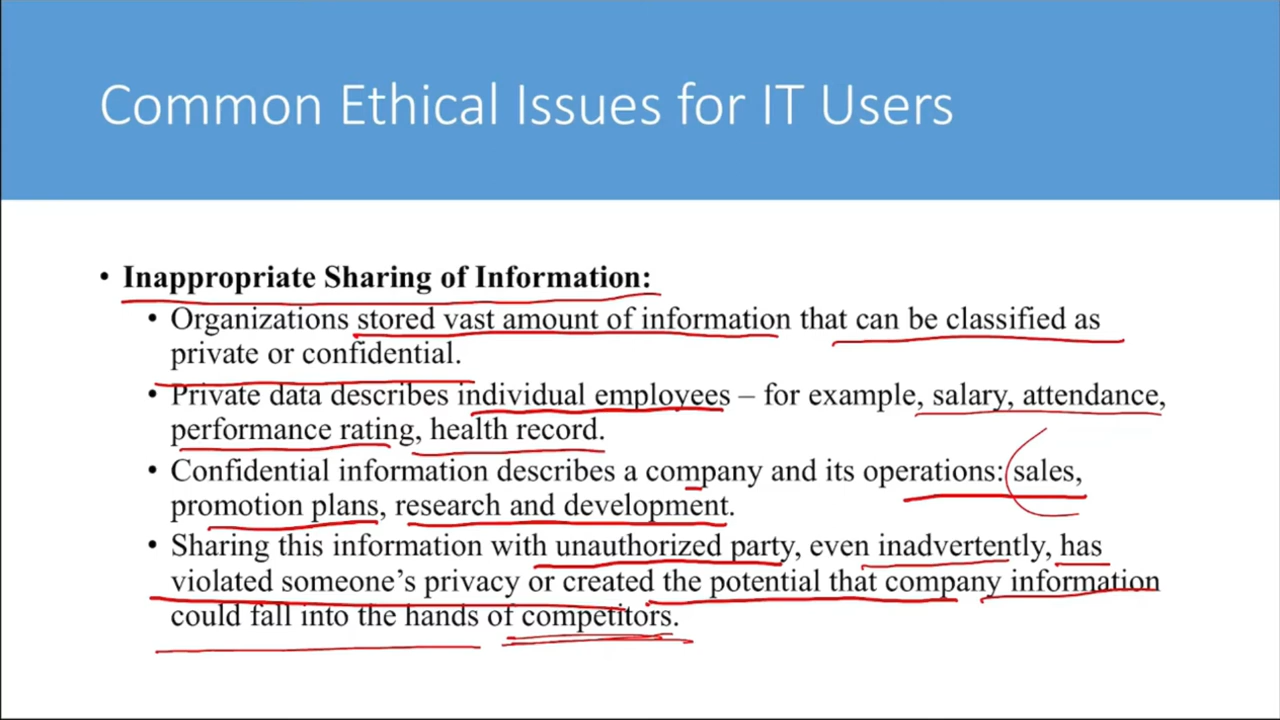 Common Ethical Issues for IT Users
• Inappropriate Sharing of Information:
• Organizations stored vast amount of information that can be classified as
private or confidential.
• Private data describes individual employees – for example, salary, attendance,
performance rating, health record.
• Confidential information describes a company and its operations: sales,
promotion plans, research and development.
• Sharing this information with unauthorized party, even inadvertently, has
violated someone’s privacy or created the potential that company information
could fall into the hands of competitors.